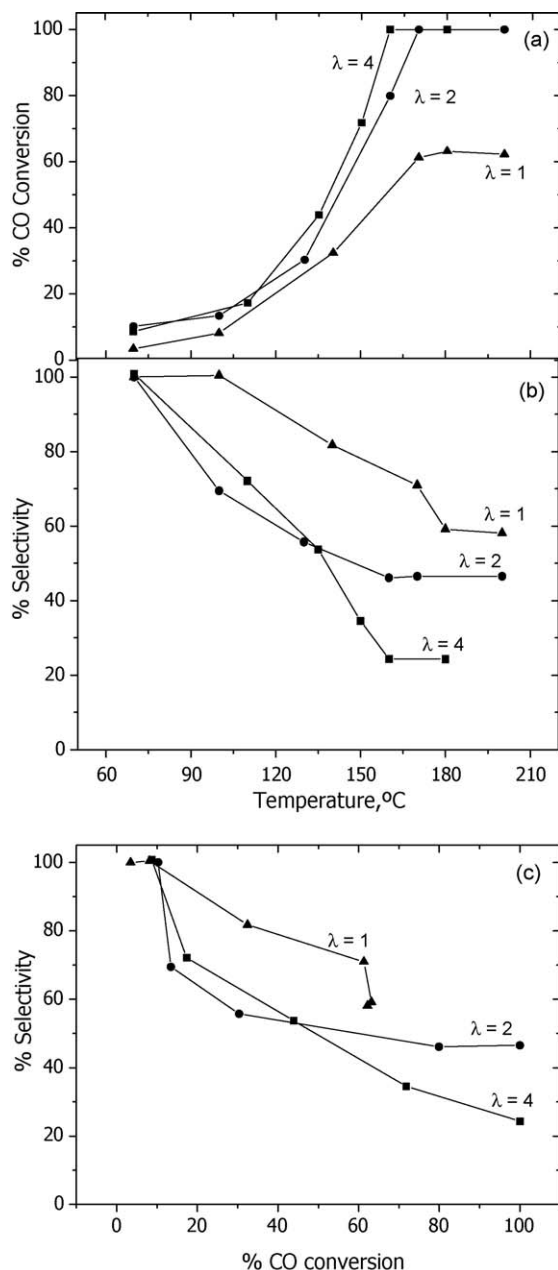 (a)
100
80
60
40
20
0
% CO Conversion
λ = 4
λ = 2
λ = 1
(b)
100
80
60
40
20
0
% Selectivity
λ = 1
λ = 2
λ = 4
60 90 120 150 180 210
Temperature,ºC
(c)
100
80
60
40
20
0
% Selectivity
λ = 1
λ = 2
λ = 4
0 20 40 60 80 100
% CO conversion